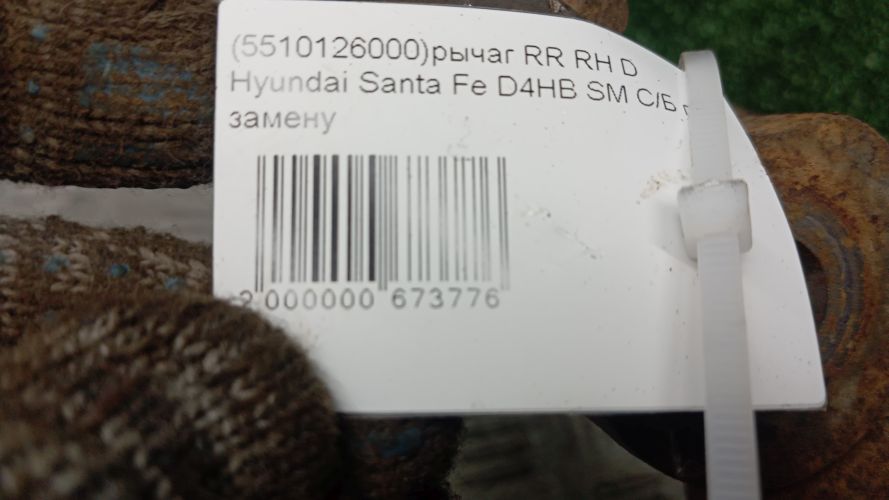 (5510126000)рычаг RR RH D
Hyundai Santa Fe D4HB SM С/Б
замену
2 000000 673776